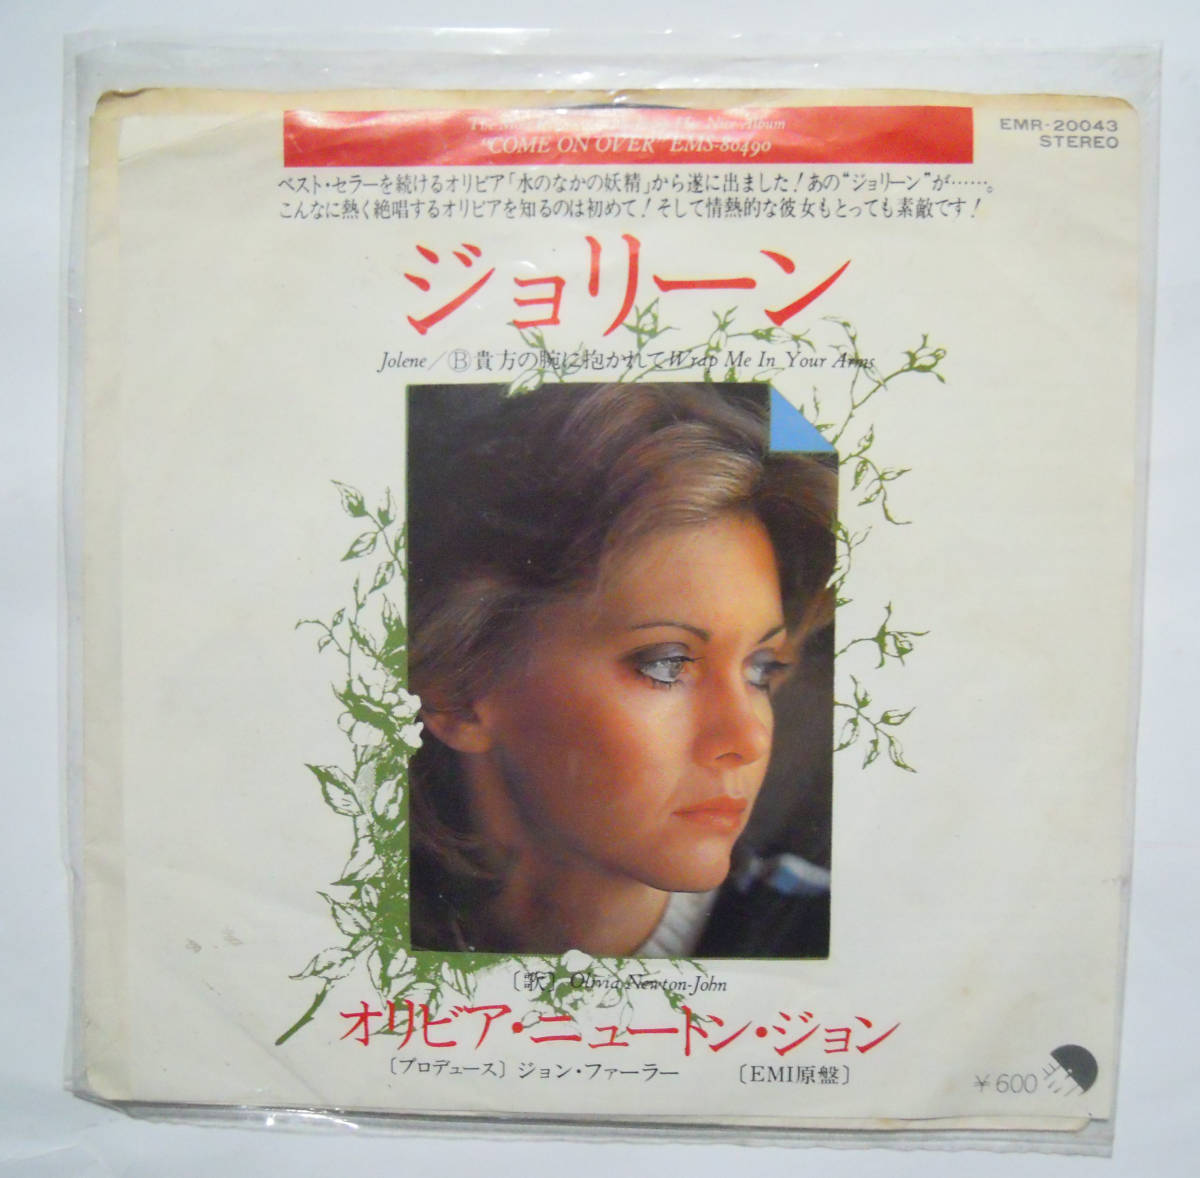 The Nice Album
"COME ON OVER" EMS-80490
EMR-20043
STEREO
ベスト・セラーを続けるオリビア「水のなかの妖精」から遂に出ました！あの"ジョリーン"が……。
こんなに熱く絶唱するオリビアを知るのは初めて！そして情熱的な彼女もとっても素敵です！
ジョリーン
Jolene／Ⓑ貴方の腕に抱かれてWrap Me In Your Arms
〔歌〕Olivia Newton-John
オリビア・ニュートン・ジョン
〔プロデュース〕ジョン・ファーラー 〔EMI原盤〕
¥600